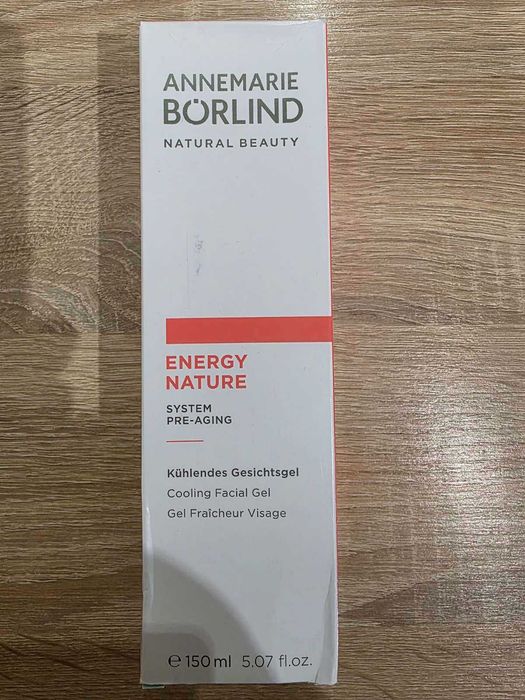 ANNEMARIE
BÖRLIND
NATURAL BEAUTY
ENERGY
NATURE
SYSTEM
PRE-AGING
Kühlendes Gesichtsgel
Cooling Facial Gel
Gel Fraîcheur Visage
℮ 150 ml 5.07 fl.oz.